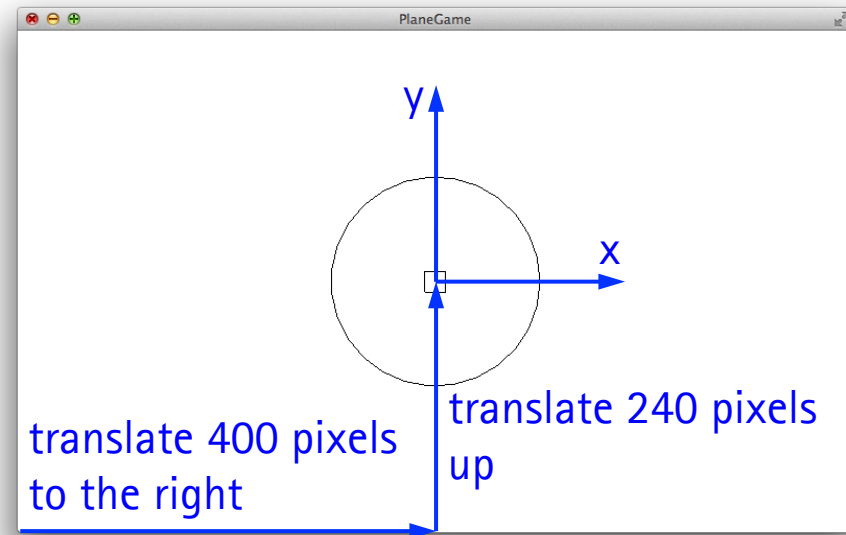 PlaneGame
y
x
translate 240 pixels
up
translate 400 pixels
to the right